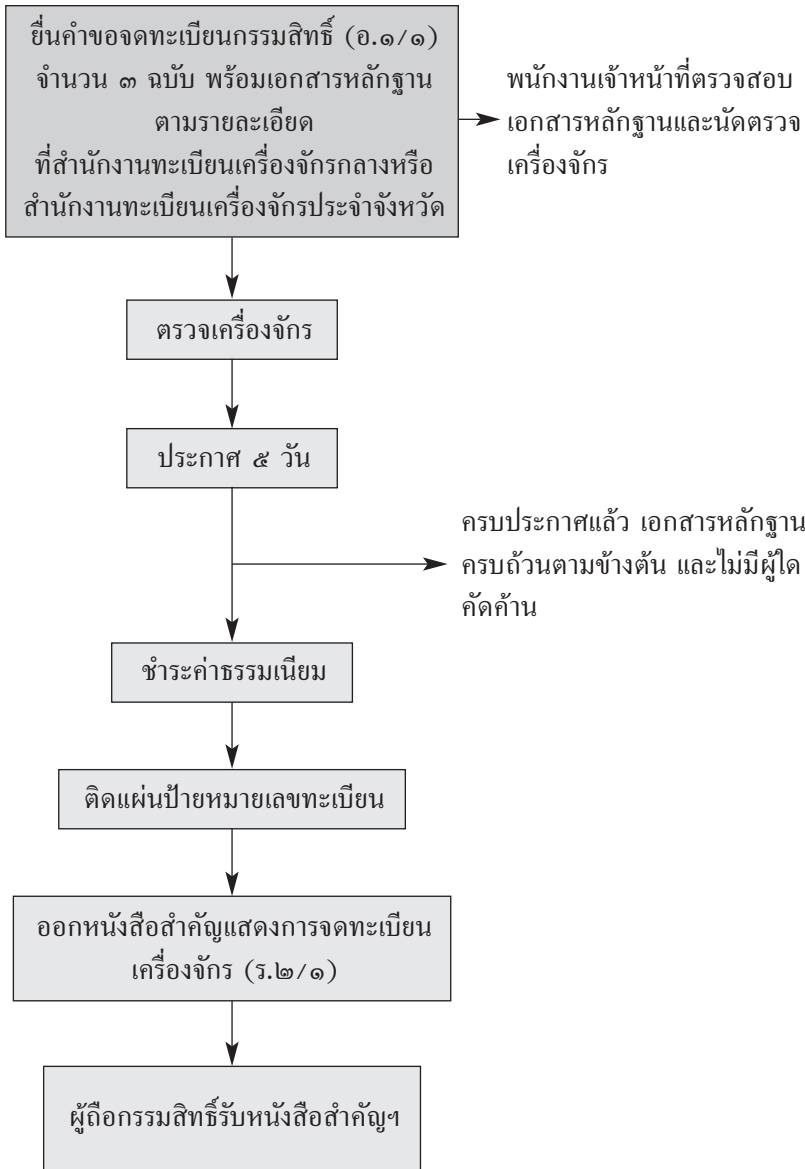 ยื่นคำขอจดทะเบียนกรรมสิทธิ์ (อ.๑/๑)
จำนวน ๓ ฉบับ พร้อมเอกสารหลักฐาน
ตามรายละเอียด
ที่สำนักงานทะเบียนเครื่องจักรกลางหรือ
สำนักงานทะเบียนเครื่องจักรประจำจังหวัด
พนักงานเจ้าหน้าที่ตรวจสอบ
เอกสารหลักฐานและนัดตรวจ
เครื่องจักร
ตรวจเครื่องจักร
ประกาศ ๕ วัน
ครบประกาศแล้ว เอกสารหลักฐาน
ครบถ้วนตามข้างต้น และไม่มีผู้ใด
คัดค้าน
ชำระค่าธรรมเนียม
ติดแผ่นป้ายหมายเลขทะเบียน
ออกหนังสือสำคัญแสดงการจดทะเบียน
เครื่องจักร (ร.๒/๑)
ผู้ถือกรรมสิทธิ์รับหนังสือสำคัญฯ